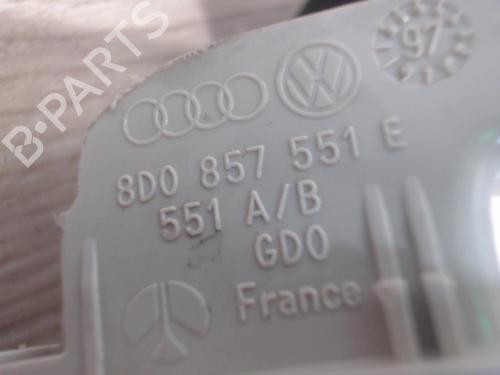 B-PARTS
97
8D0 857 551 E
551 A/B
GDO
France